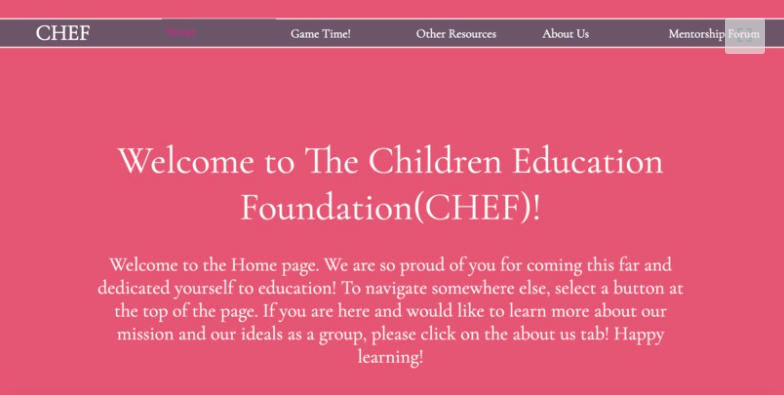 CHEF
Home
Game Time!
Other Resources
About Us
Mentorship Forum
Welcome to The Children Education
Foundation(CHEF)!
Welcome to the Home page. We are so proud of you for coming this far and
dedicated yourself to education! To navigate somewhere else, select a button at
the top of the page. If you are here and would like to learn more about our
mission and our ideals as a group, please click on the about us tab! Happy
learning!